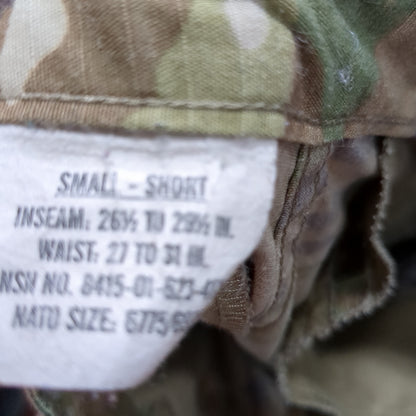 SMALL - SHORT
INSEAM: 26½ TO 29½ IN.
WAIST: 27 TO 31 IN.
NSN NO. 8415-01-623-
NATO SIZE: 6775/